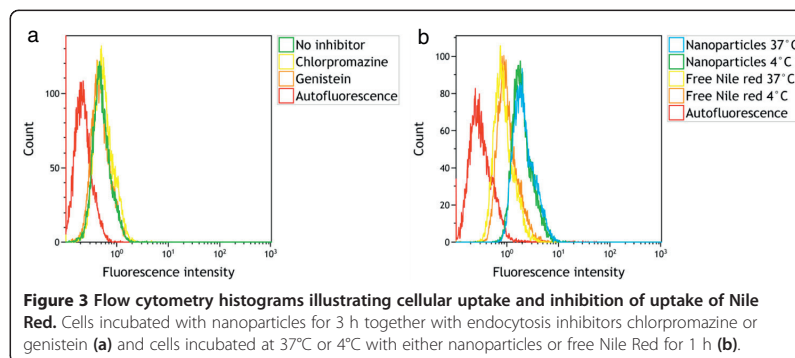 a
No inhibitor
Chlorpromazine
Genistein
Autofluorescence
Count
100
50
0
10⁰
10¹
10²
10³
Fluorescence intensity
b
Nanoparticles 37°C
Nanoparticles 4°C
Free Nile red 37°C
Free Nile red 4°C
Autofluorescence
Count
120
100
80
60
40
20
0
10⁰
10¹
10²
10³
Fluorescence intensity
Figure 3 Flow cytometry histograms illustrating cellular uptake and inhibition of uptake of Nile
Red. Cells incubated with nanoparticles for 3 h together with endocytosis inhibitors chlorpromazine or
genistein (a) and cells incubated at 37°C or 4°C with either nanoparticles or free Nile Red for 1 h (b).